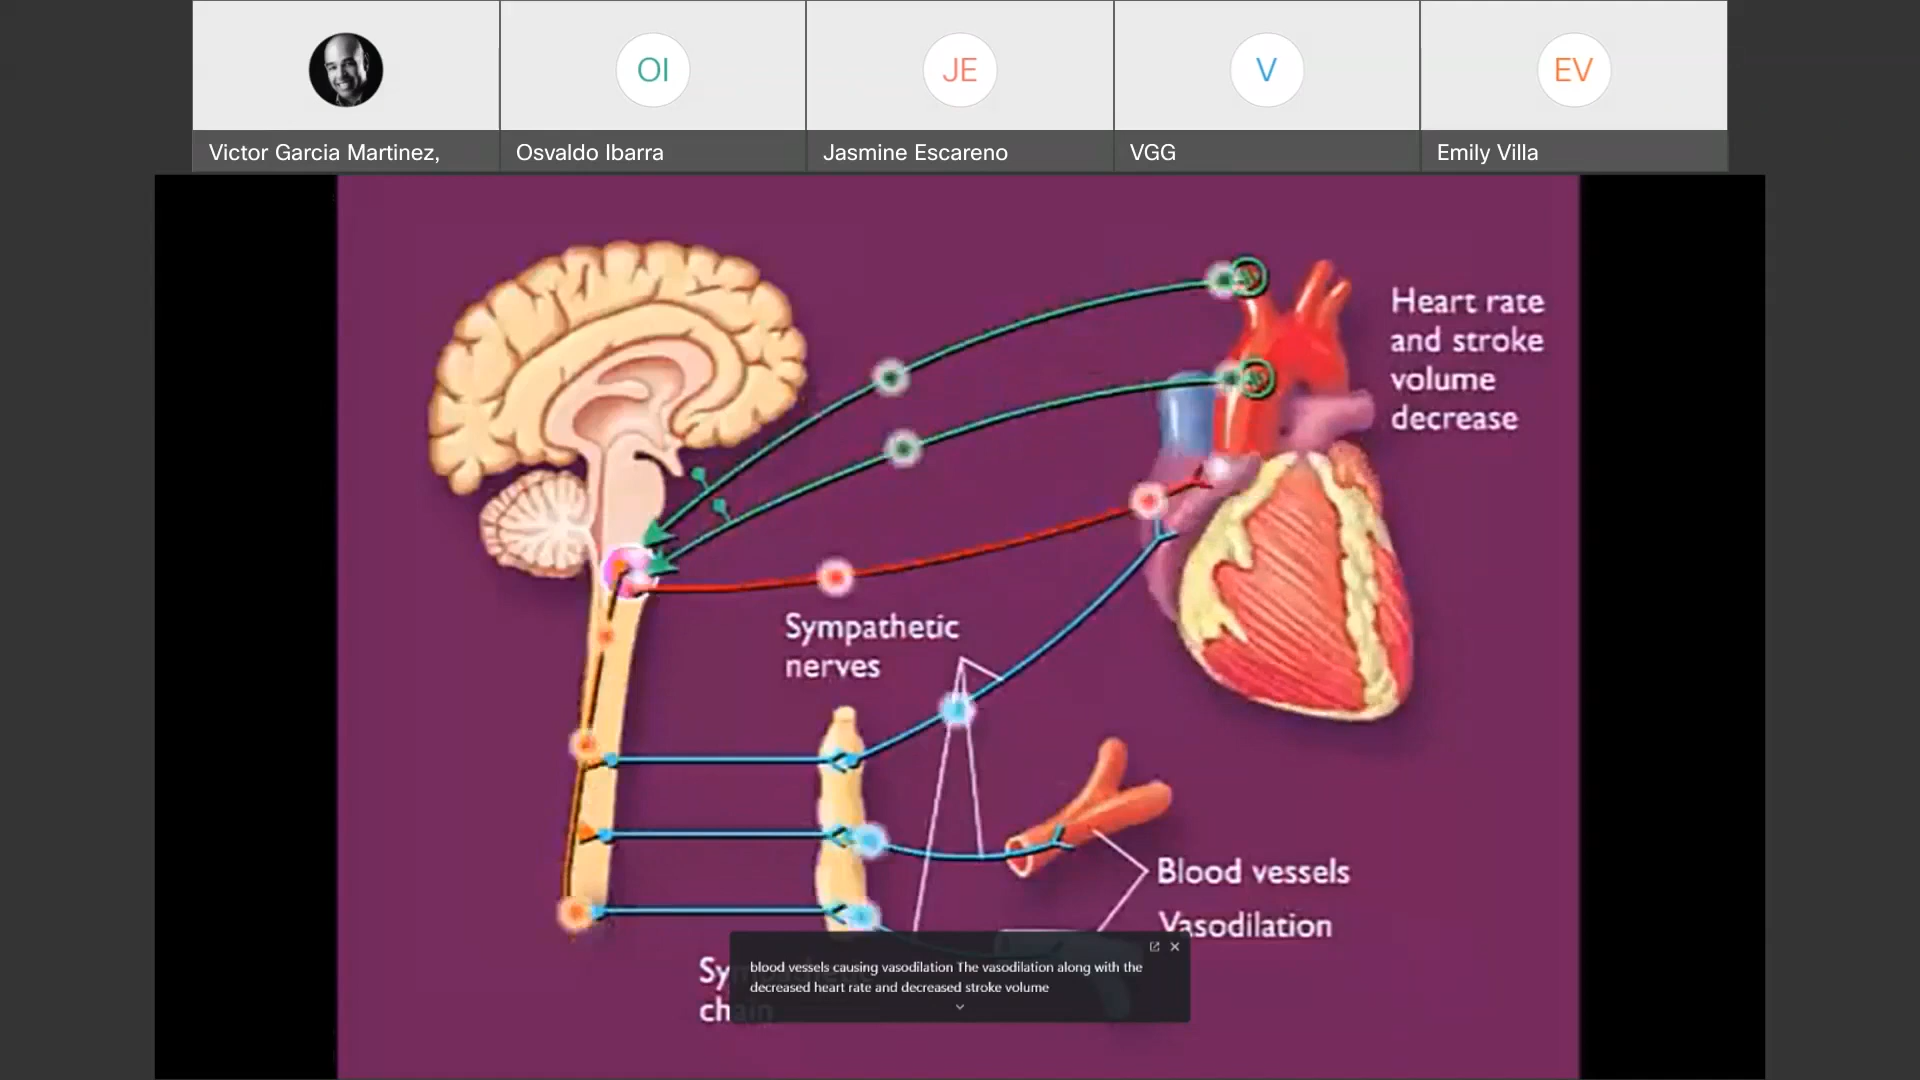 OI
JE
V
EV
Victor Garcia Martinez,
Osvaldo Ibarra
Jasmine Escareno
VGG
Emily Villa
Heart rate
and stroke
volume
decrease
Sympathetic
nerves
Blood vessels
Vasodilation
blood vessels causing vasodilation The vasodilation along with the
decreased heart rate and decreased stroke volume
Sympathetic
chain